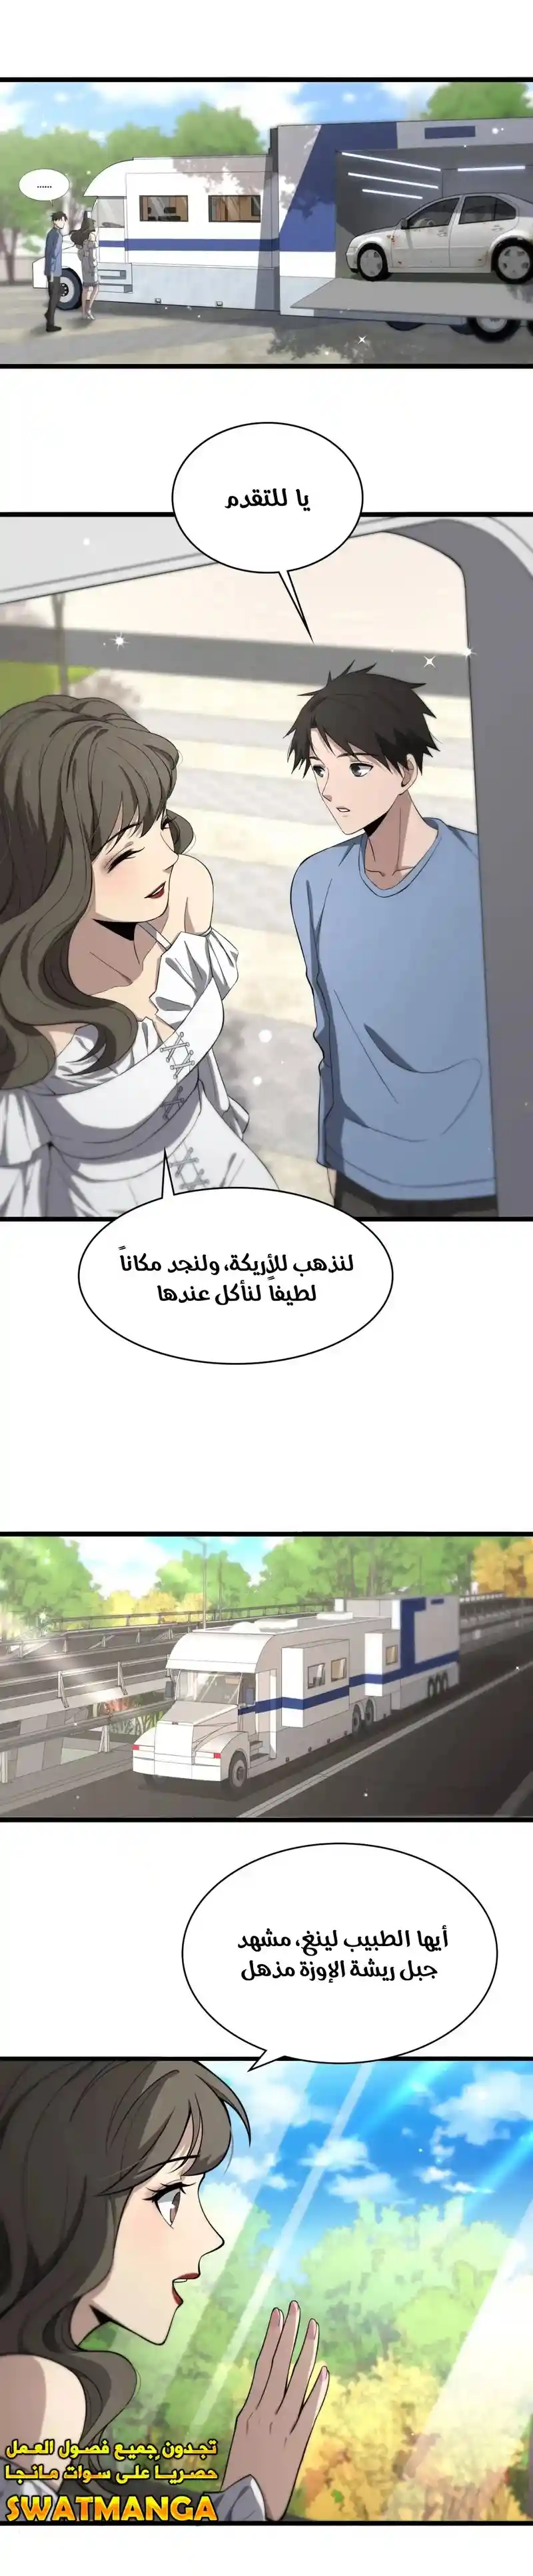 ......
يا للتقدم
لنذهب للأريكة، ولنجد مكاناً
لطيفاً لنأكل عندها
أيها الطبيب لينغ، مشهد
جبل ريشة الإوزة مذهل
تجدون جميع فصول العمل
حصرياً على سوات مانجا
SWATMANGA